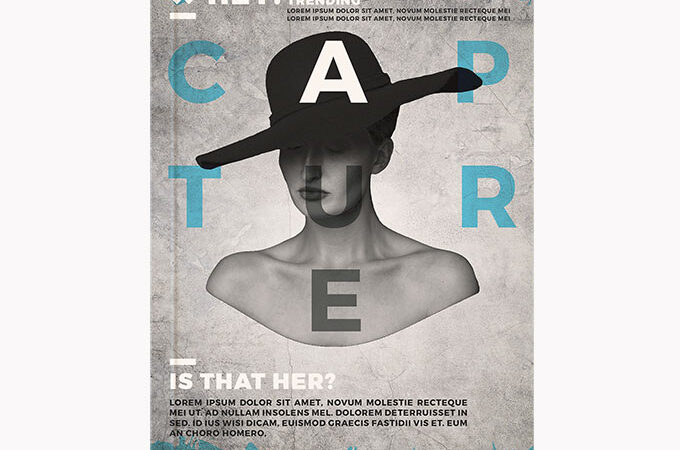 TRENDING
LOREM IPSUM DOLOR SIT AMET, NOVUM MOLESTIE RECTEQUE MEI
LOREM IPSUM DOLOR SIT AMET, NOVUM MOLESTIE RECTEQUE MEI
C A P
T U R
E
IS THAT HER?
LOREM IPSUM DOLOR SIT AMET, NOVUM MOLESTIE RECTEQUE
MEI UT. AD NULLAM INSOLENS MEL. DOLOREM DETERRUISSET IN
SED. ID IUS WISI DICAM, EUISMOD GRAECIS FASTIDII VIS ET. EUM
AN CHORO HOMERO.